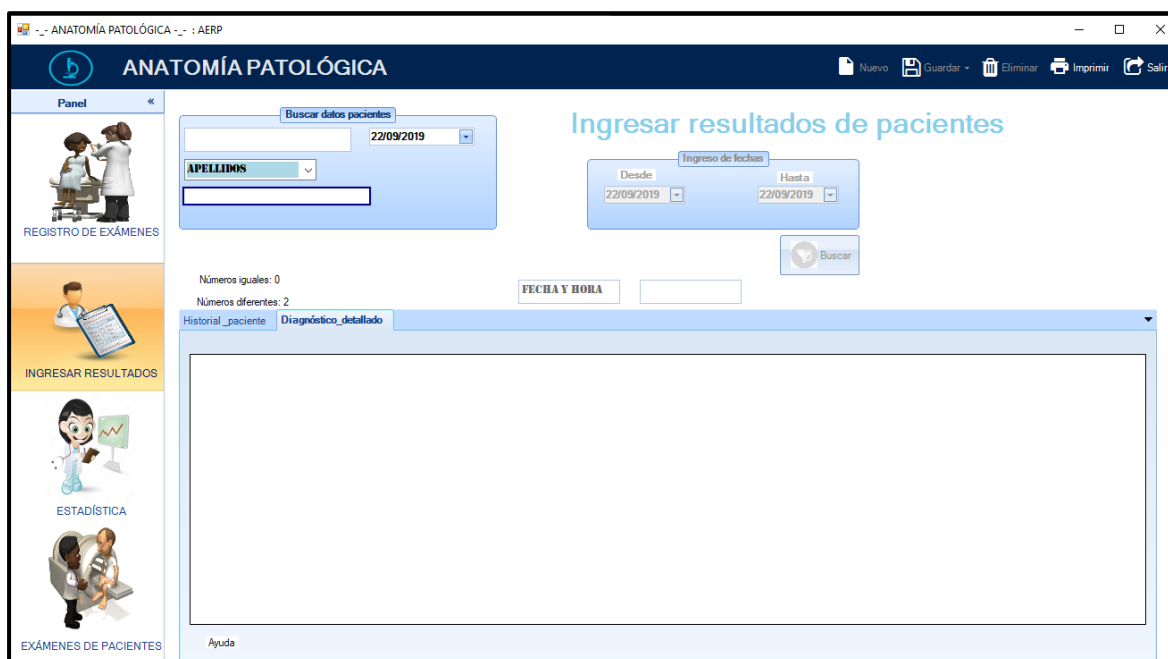 -_- ANATOMÍA PATOLÓGICA -_- : AERP
ANATOMÍA PATOLÓGICA
Nuevo Guardar Eliminar Imprimir Salir
Panel «
REGISTRO DE EXÁMENES
INGRESAR RESULTADOS
ESTADÍSTICA
EXÁMENES DE PACIENTES
Buscar datos pacientes
22/09/2019
APELLIDOS
Ingresar resultados de pacientes
Ingreso de fechas
Desde Hasta
22/09/2019 22/09/2019
Buscar
Números iguales: 0
Números diferentes: 2
FECHA Y HORA
Historial _paciente Diagnóstico_detallado
Ayuda